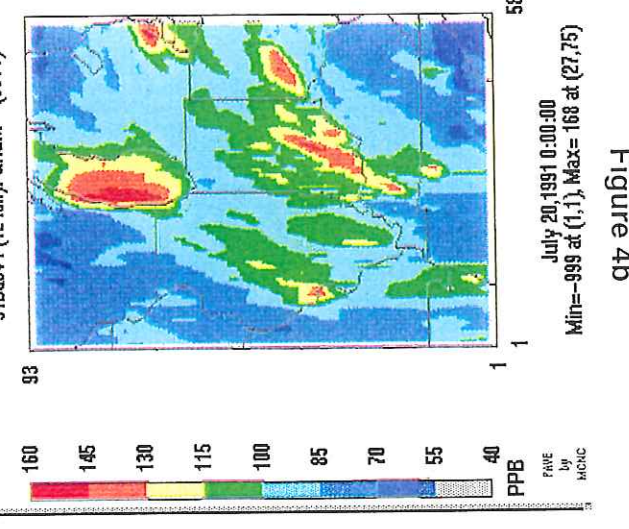 58
93
1
1
160
145
130
115
100
85
70
55
40
PPB
PAVE
by
MCNC
July 20,1991 0:00:00
Min=-999 at (1,1), Max= 168 at (27,75)
Figure 4b